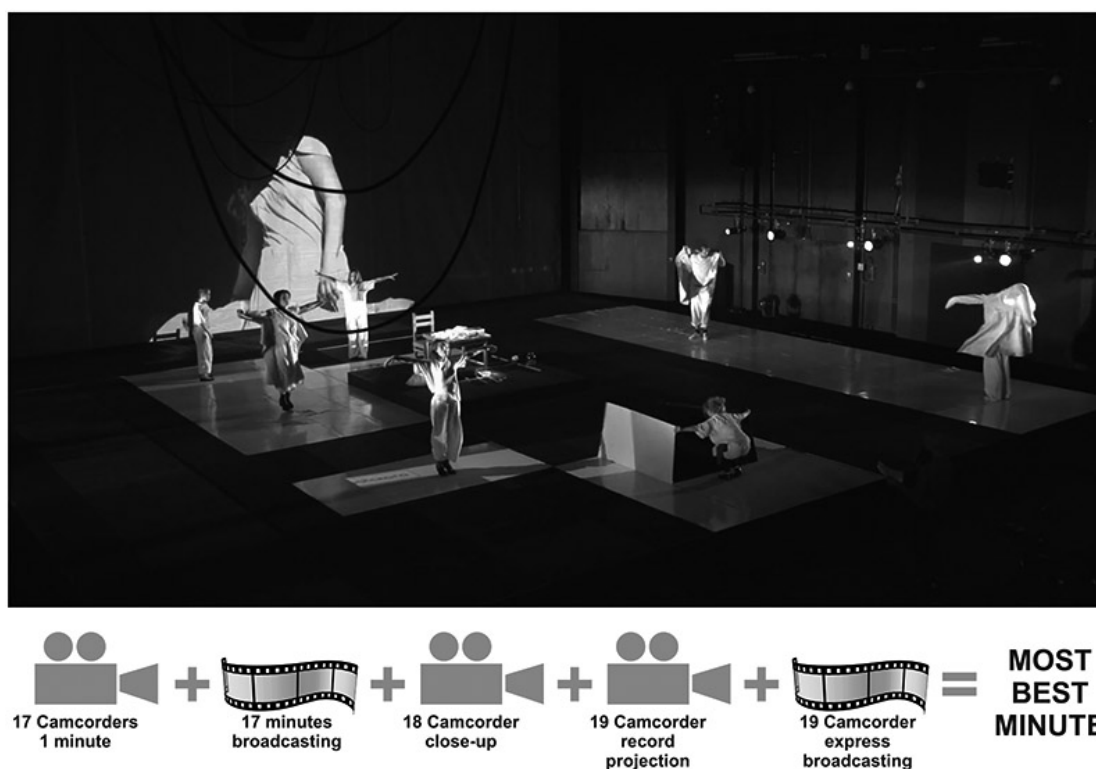 17 Camcorders
1 minute
+
17 minutes
broadcasting
+
18 Camcorder
close-up
+
19 Camcorder
record
projection
+
19 Camcorder
express
broadcasting
=
MOST
BEST
MINUTE